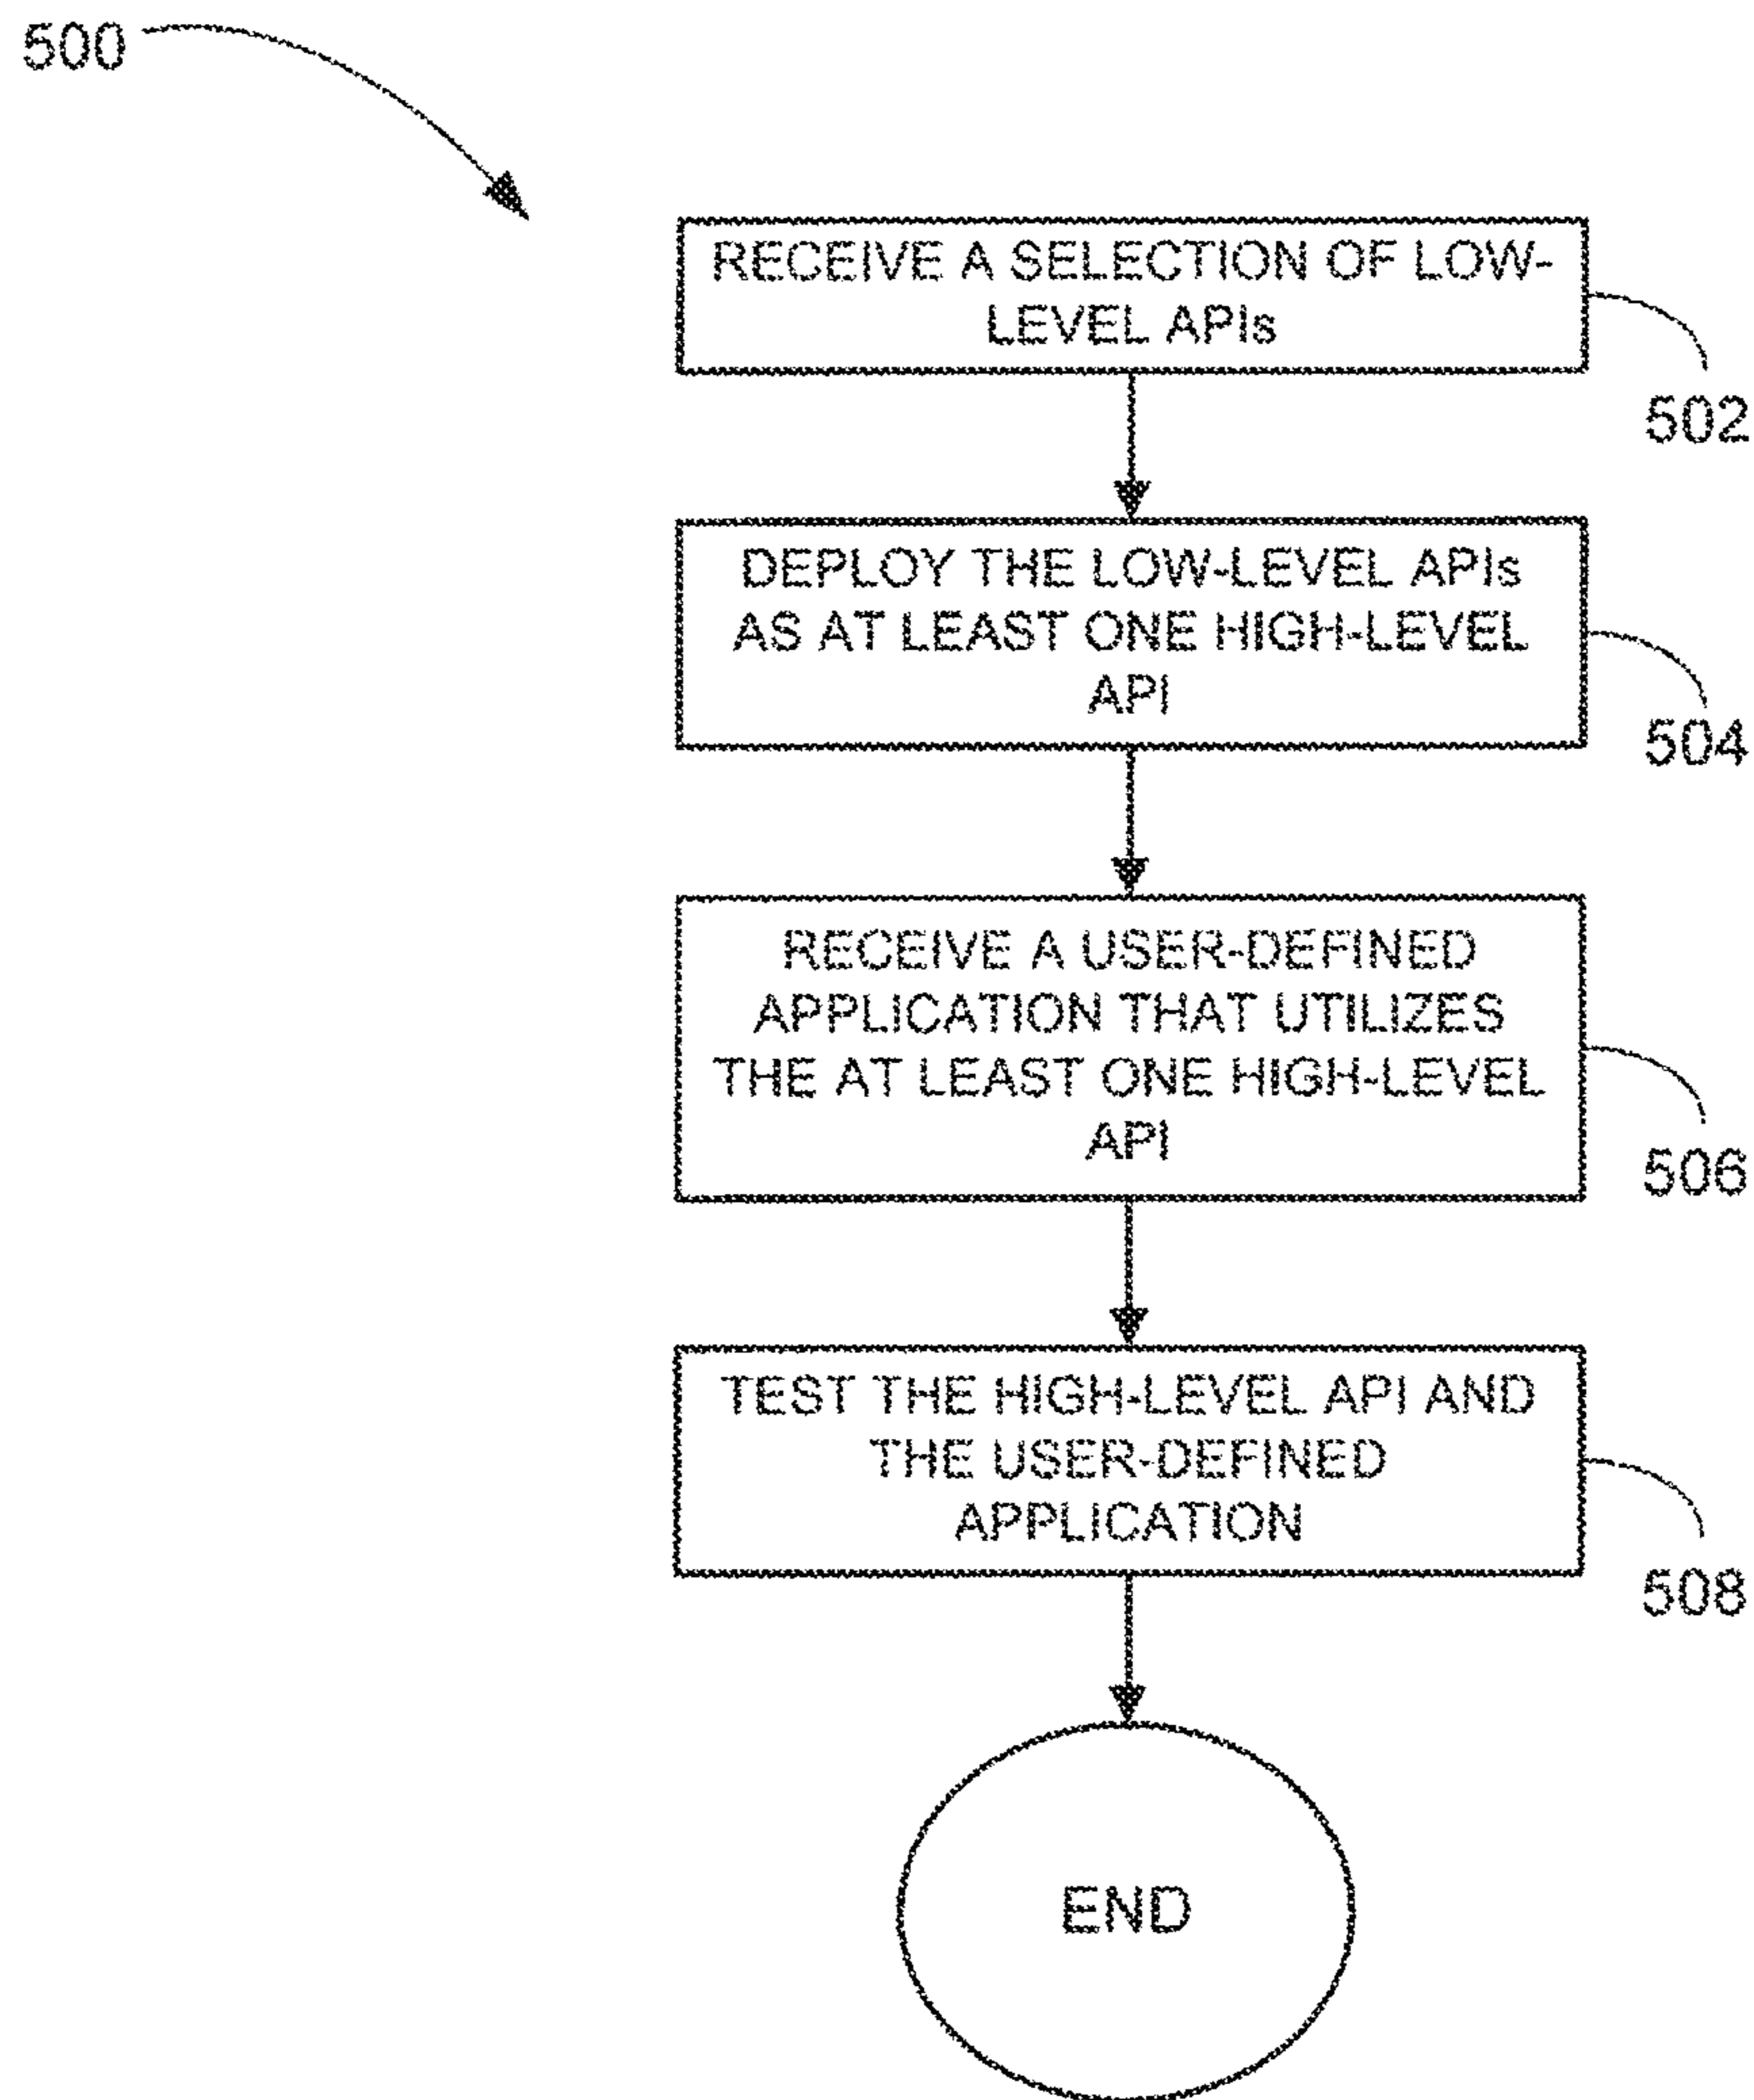 500
RECEIVE A SELECTION OF LOW-
LEVEL APIs
502
DEPLOY THE LOW-LEVEL APIs
AS AT LEAST ONE HIGH-LEVEL
API
504
RECEIVE A USER-DEFINED
APPLICATION THAT UTILIZES
THE AT LEAST ONE HIGH-LEVEL
API
506
TEST THE HIGH-LEVEL API AND
THE USER-DEFINED
APPLICATION
508
END